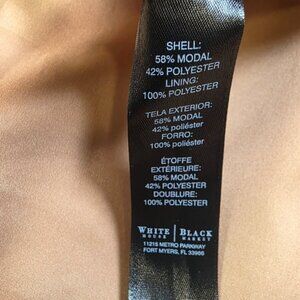 SHELL:
58% MODAL
42% POLYESTER
LINING:
100% POLYESTER
TELA EXTERIOR:
58% MODAL
42% poliéster
FORRO:
100% poliéster
ÉTOFFE
EXTÉRIEURE:
58% MODAL
42% POLYESTER
DOUBLURE:
100% POLYESTER
WHITE | BLACK
HOUSE | MARKET
11215 METRO PARKWAY
FORT MYERS, FL 33966